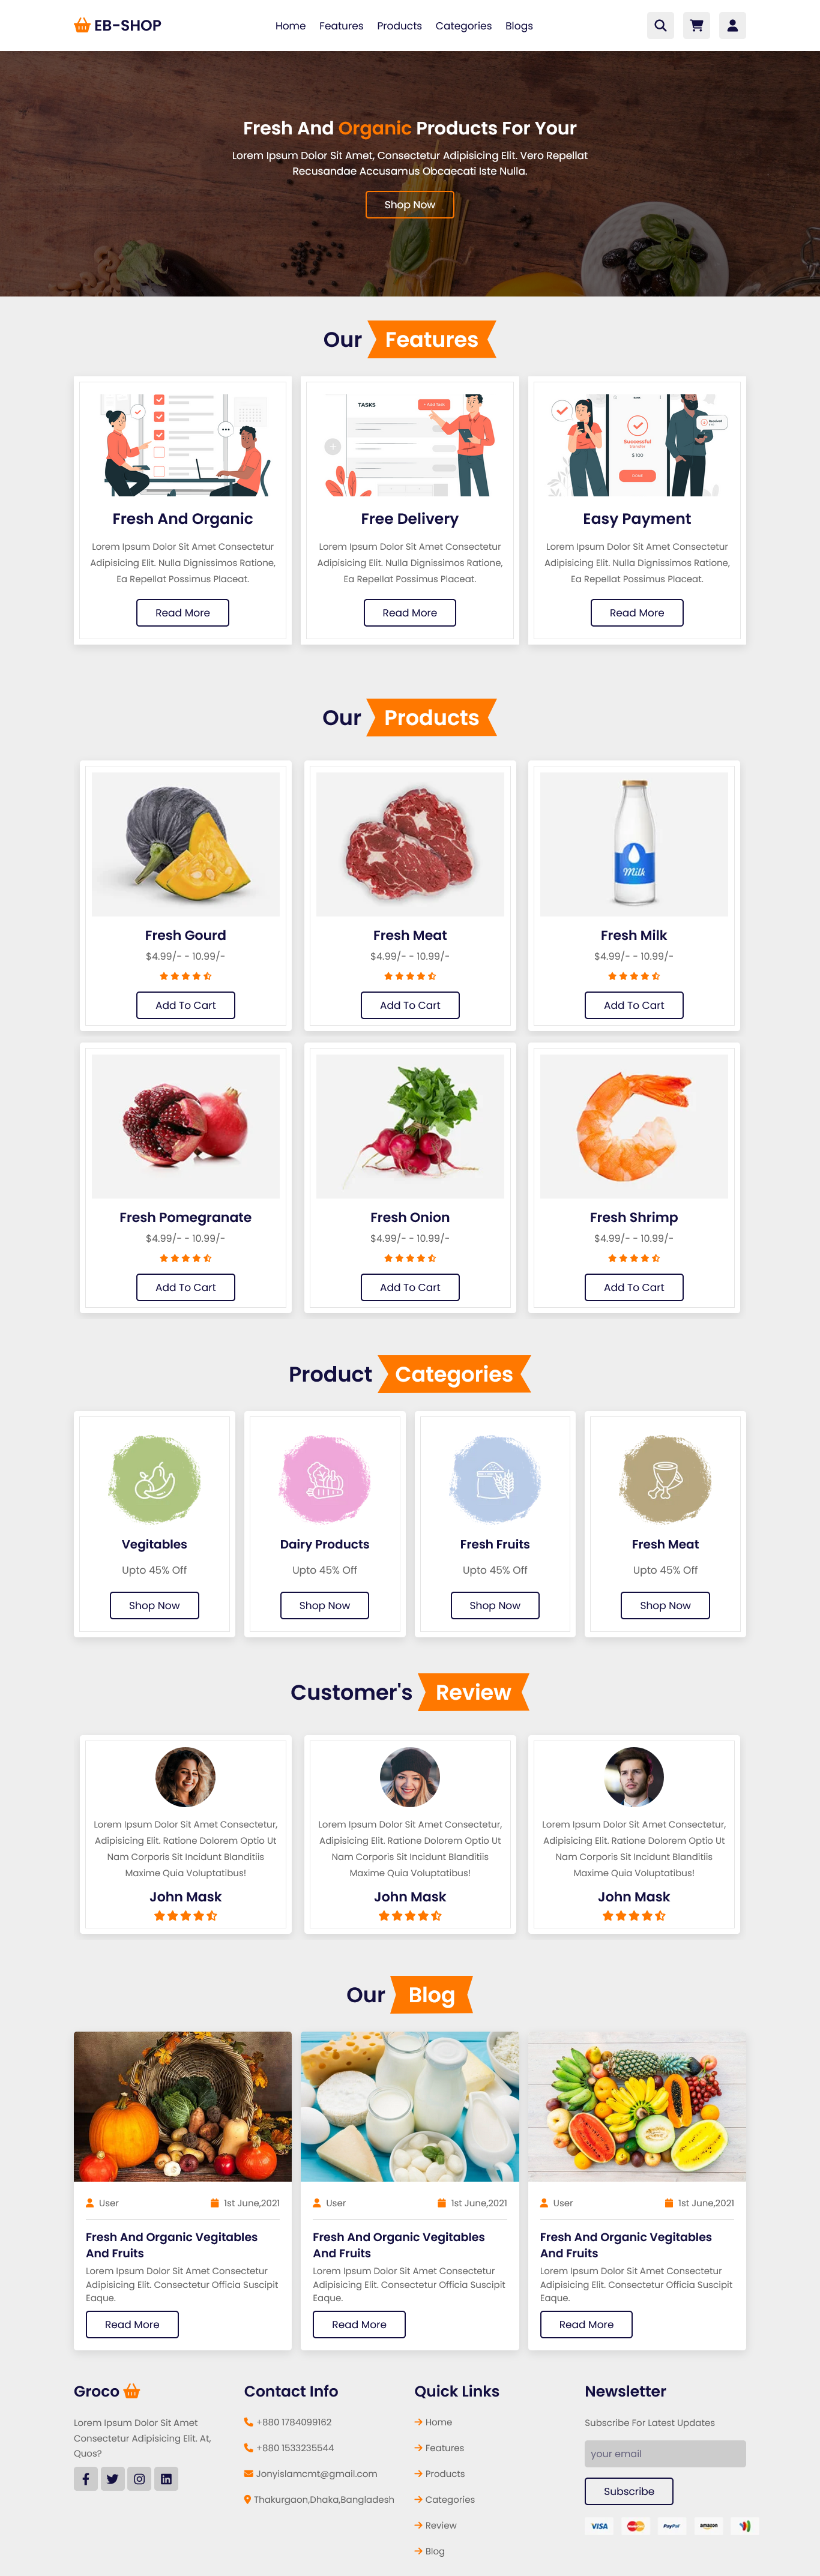 EB-SHOP
Home Features Products Categories Blogs
Fresh And Organic Products For Your
Lorem Ipsum Dolor Sit Amet, Consectetur Adipisicing Elit. Vero Repellat
Recusandae Accusamus Obcaecati Iste Nulla.
Shop Now
Our Features
TASKS
+ Add Task
Successful
$ 100
Fresh And Organic
Free Delivery
Easy Payment
Lorem Ipsum Dolor Sit Amet Consectetur
Adipisicing Elit. Nulla Dignissimos Ratione,
Ea Repellat Possimus Placeat.
Lorem Ipsum Dolor Sit Amet Consectetur
Adipisicing Elit. Nulla Dignissimos Ratione,
Ea Repellat Possimus Placeat.
Lorem Ipsum Dolor Sit Amet Consectetur
Adipisicing Elit. Nulla Dignissimos Ratione,
Ea Repellat Possimus Placeat.
Read More
Read More
Read More
Our Products
Milk
Fresh Gourd
Fresh Meat
Fresh Milk
$4.99/- - 10.99/-
$4.99/- - 10.99/-
$4.99/- - 10.99/-
Add To Cart
Add To Cart
Add To Cart
Fresh Pomegranate
Fresh Onion
Fresh Shrimp
$4.99/- - 10.99/-
$4.99/- - 10.99/-
$4.99/- - 10.99/-
Add To Cart
Add To Cart
Add To Cart
Product Categories
Vegitables
Dairy Products
Fresh Fruits
Fresh Meat
Upto 45% Off
Upto 45% Off
Upto 45% Off
Upto 45% Off
Shop Now
Shop Now
Shop Now
Shop Now
Customer's Review
Lorem Ipsum Dolor Sit Amet Consectetur,
Adipisicing Elit. Ratione Dolorem Optio Ut
Nam Corporis Sit Incidunt Blanditiis
Maxime Quia Voluptatibus!
John Mask
Lorem Ipsum Dolor Sit Amet Consectetur,
Adipisicing Elit. Ratione Dolorem Optio Ut
Nam Corporis Sit Incidunt Blanditiis
Maxime Quia Voluptatibus!
John Mask
Lorem Ipsum Dolor Sit Amet Consectetur,
Adipisicing Elit. Ratione Dolorem Optio Ut
Nam Corporis Sit Incidunt Blanditiis
Maxime Quia Voluptatibus!
John Mask
Our Blog
User 1st June,2021
Fresh And Organic Vegitables
And Fruits
Lorem Ipsum Dolor Sit Amet Consectetur
Adipisicing Elit. Consectetur Officia Suscipit
Eaque.
Read More
User 1st June,2021
Fresh And Organic Vegitables
And Fruits
Lorem Ipsum Dolor Sit Amet Consectetur
Adipisicing Elit. Consectetur Officia Suscipit
Eaque.
Read More
User 1st June,2021
Fresh And Organic Vegitables
And Fruits
Lorem Ipsum Dolor Sit Amet Consectetur
Adipisicing Elit. Consectetur Officia Suscipit
Eaque.
Read More
Groco
Lorem Ipsum Dolor Sit Amet
Consectetur Adipisicing Elit. At,
Quos?
Contact Info
+880 1784099162
+880 1533235544
Jonyislamcmt@gmail.com
Thakurgaon,Dhaka,Bangladesh
Quick Links
Home
Features
Products
Categories
Review
Blog
Newsletter
Subscribe For Latest Updates
your email
Subscribe
VISA PayPal amazon